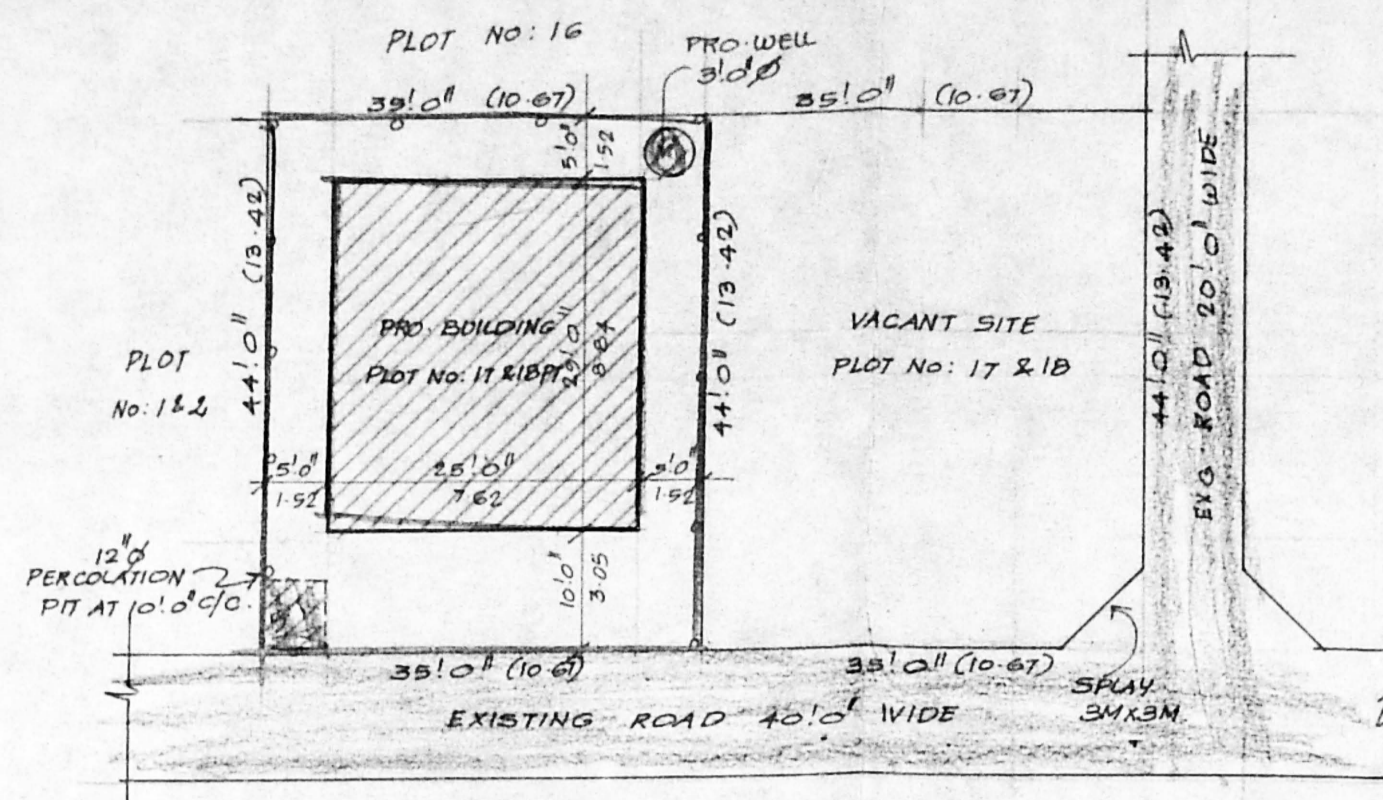 PLOT NO: 16
PRO. WELL
3'.0" Ø
35'.0" (10.67)
35'.0" (10.67)
5'.0"
1.52
44'.0" (13.42)
44'.0" (13.42)
44'.0" (13.42)
EXG ROAD 20'.0" WIDE
PRO. BUILDING
PLOT NO: 17 & 18 PT
29'.0"
8.84
VACANT SITE
PLOT NO: 17 & 18
PLOT
NO: 1 & 2
5'.0"
1.52
25'.0"
7.62
5'.0"
1.52
12"Ø
PERCOLATION
PIT AT 10'.0" C/C.
10'.0"
3.05
35'.0" (10.67)
35'.0" (10.67)
SPLAY
3MX3M
EXISTING ROAD 40'.0" WIDE